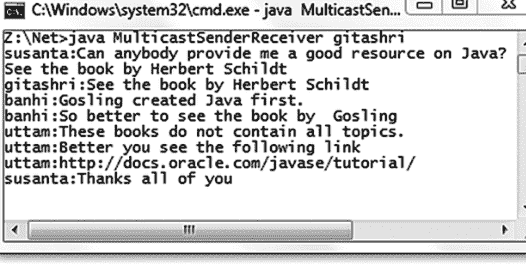 C:\Windows\system32\cmd.exe - java MulticastSen...
Z:\Net>java MulticastSenderReceiver gitashri
susanta:Can anybody provide me a good resource on Java?
See the book by Herbert Schildt
gitashri:See the book by Herbert Schildt
banhi:Gosling created Java first.
banhi:So better to see the book by  Gosling
uttam:These books do not contain all topics.
uttam:Better you see the following link
uttam:http://docs.oracle.com/javase/tutorial/
susanta:Thanks all of you